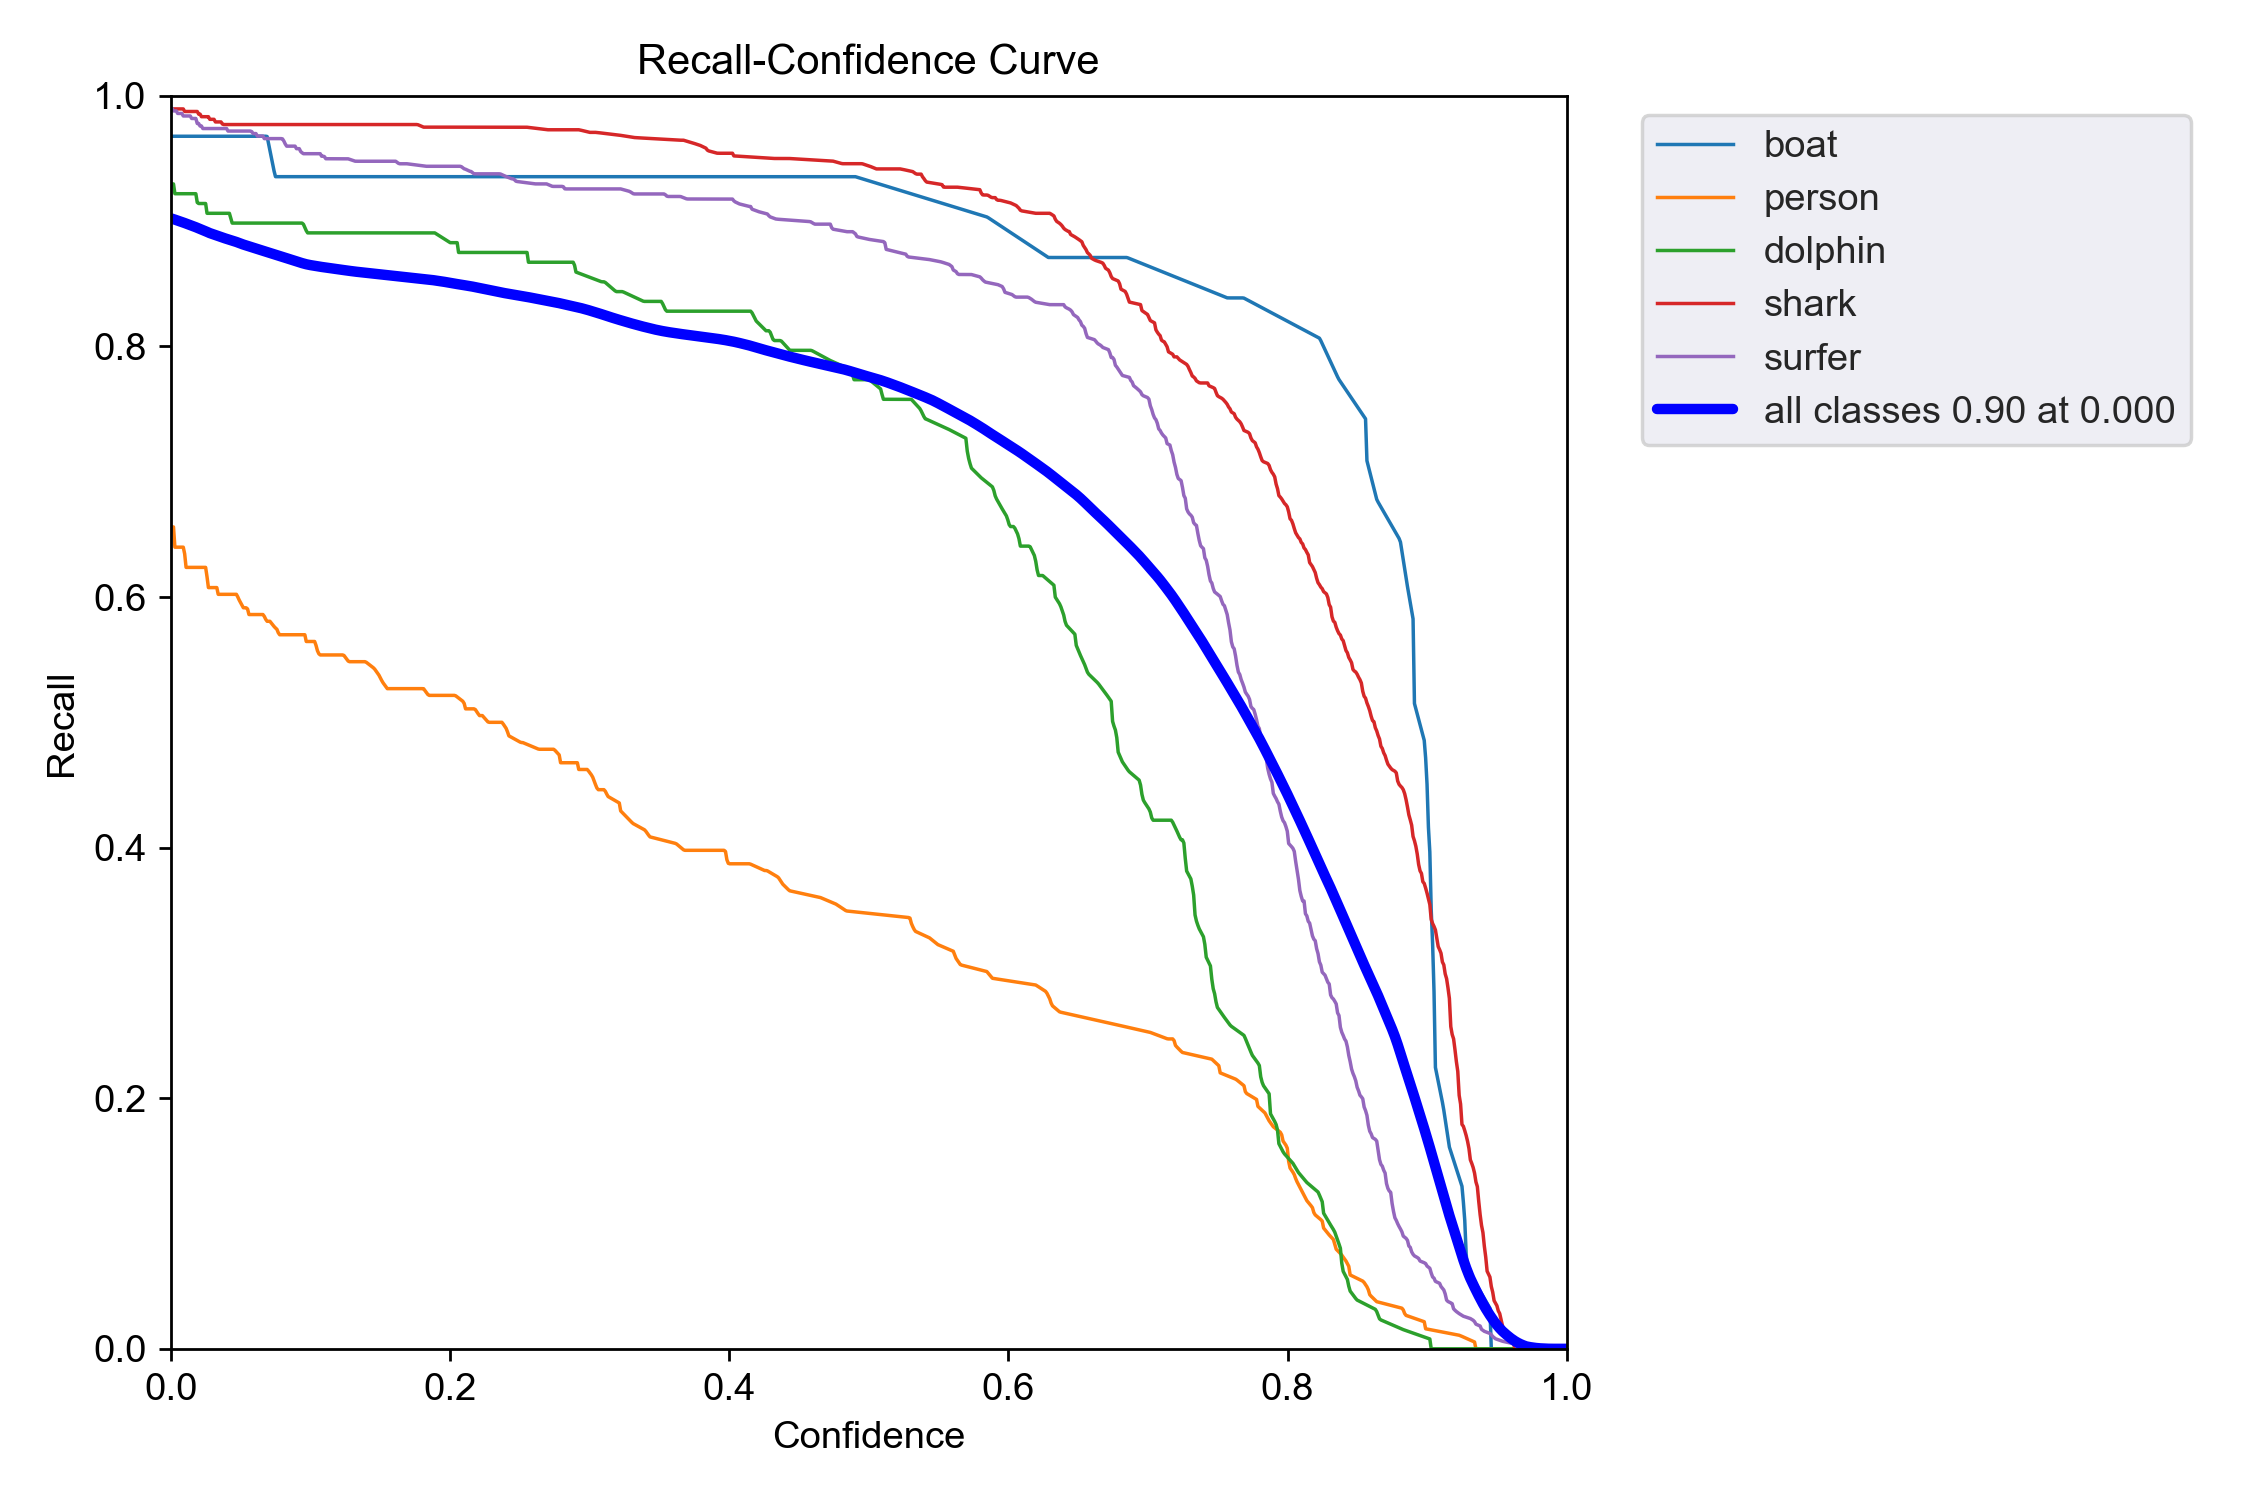 Recall-Confidence Curve
1.0
0.8
0.6
0.4
0.2
0.0
Recall
0.0 0.2 0.4 0.6 0.8 1.0
Confidence
boat
person
dolphin
shark
surfer
all classes 0.90 at 0.000